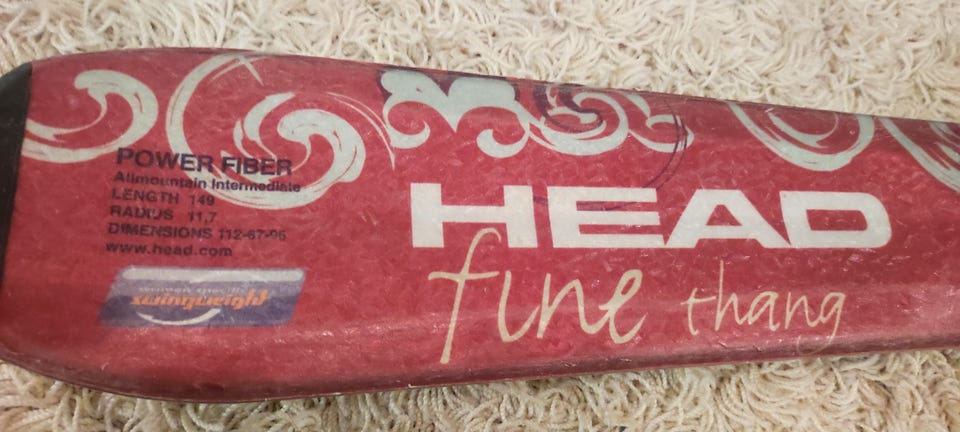 POWER FIBER
Allmountain Intermediate
LENGTH 149
RADIUS 11,7
DIMENSIONS 112-67-96
www.head.com
swingweight
HEAD
fine thang